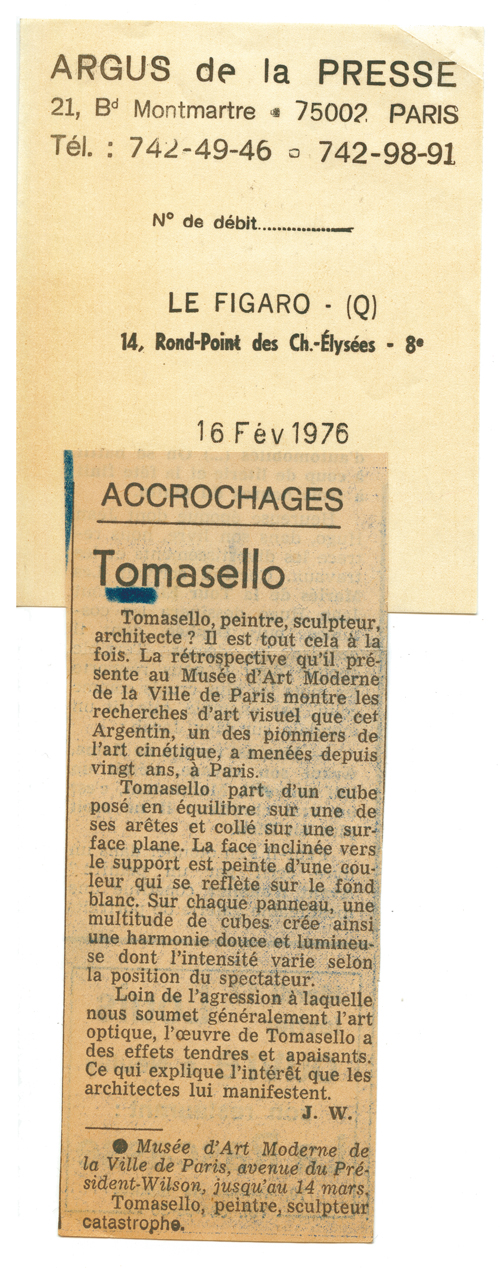 ARGUS de la PRESSE
21, Bd Montmartre • 75002 PARIS
Tél. : 742-49-46 ▫ 742-98-91
N° de débit....................
LE FIGARO - (Q)
14, Rond-Point des Ch.-Élysées - 8e
16 Fév 1976
ACCROCHAGES
Tomasello
Tomasello, peintre, sculpteur,
architecte ? Il est tout cela à la
fois. La rétrospective qu'il pré-
sente au Musée d'Art Moderne
de la Ville de Paris montre les
recherches d'art visuel que cet
Argentin, un des pionniers de
l'art cinétique, a menées depuis
vingt ans, à Paris.
Tomasello part d'un cube
posé en équilibre sur une de
ses arêtes et collé sur une sur-
face plane. La face inclinée vers
le support est peinte d'une cou-
leur qui se reflète sur le fond
blanc. Sur chaque panneau, une
multitude de cubes crée ainsi
une harmonie douce et lumineu-
se dont l'intensité varie selon
la position du spectateur.
Loin de l'agression à laquelle
nous soumet généralement l'art
optique, l'œuvre de Tomasello a
des effets tendres et apaisants.
Ce qui explique l'intérêt que les
architectes lui manifestent.
J. W.
● Musée d'Art Moderne de
la Ville de Paris, avenue du Pré-
sident-Wilson, jusqu'au 14 mars.
Tomasello, peintre, sculpteur
catastrophe.